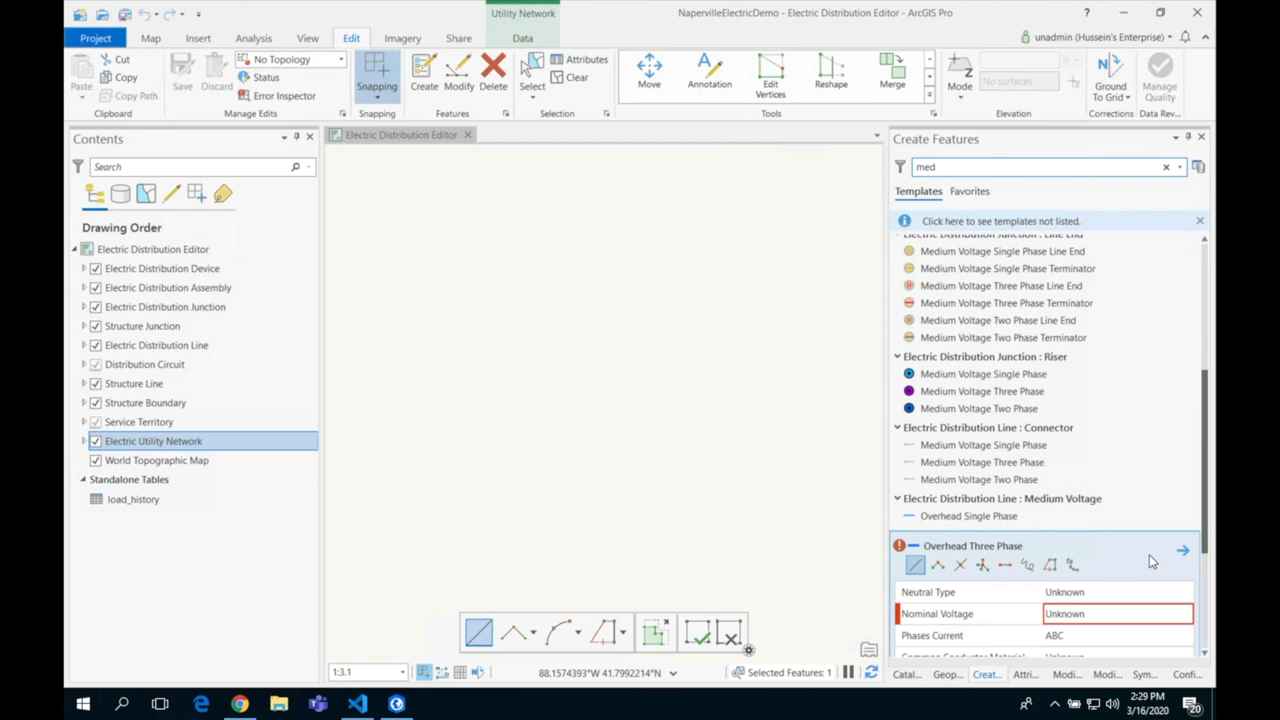 Utility Network
NapervilleElectricDemo - Electric Distribution Editor - ArcGIS Pro
?
Project
Map
Insert
Analysis
View
Edit
Imagery
Share
Data
unadmin (Hussein's Enterprise)
Paste
Cut
Copy
Copy Path
Clipboard
Save
Discard
No Topology
Status
Error Inspector
Manage Edits
Snapping
Snapping
Create
Modify
Delete
Features
Select
Attributes
Clear
Selection
Move
Annotation
Edit
Vertices
Reshape
Merge
Tools
Mode
No surfaces
Elevation
Ground
To Grid
Corrections
Manage
Quality
Data Rev...
Contents
Search
Drawing Order
Electric Distribution Editor
Electric Distribution Device
Electric Distribution Assembly
Electric Distribution Junction
Structure Junction
Electric Distribution Line
Distribution Circuit
Structure Line
Structure Boundary
Service Territory
Electric Utility Network
World Topographic Map
Standalone Tables
load_history
Electric Distribution Editor
1:3.1
88.1574393°W 41.7992214°N
Selected Features: 1
Create Features
med
Templates
Favorites
Click here to see templates not listed.
Electric Distribution Junction : Line End
Medium Voltage Single Phase Line End
Medium Voltage Single Phase Terminator
Medium Voltage Three Phase Line End
Medium Voltage Three Phase Terminator
Medium Voltage Two Phase Line End
Medium Voltage Two Phase Terminator
Electric Distribution Junction : Riser
Medium Voltage Single Phase
Medium Voltage Three Phase
Medium Voltage Two Phase
Electric Distribution Line : Connector
Medium Voltage Single Phase
Medium Voltage Three Phase
Medium Voltage Two Phase
Electric Distribution Line : Medium Voltage
Overhead Single Phase
Overhead Three Phase
Neutral Type Unknown
Nominal Voltage Unknown
Phases Current ABC
Common Conductor Material Unknown
Catal...
Geop...
Creat...
Attri...
Modi...
Modi...
Sym...
Confi...
2:29 PM
3/16/2020
20